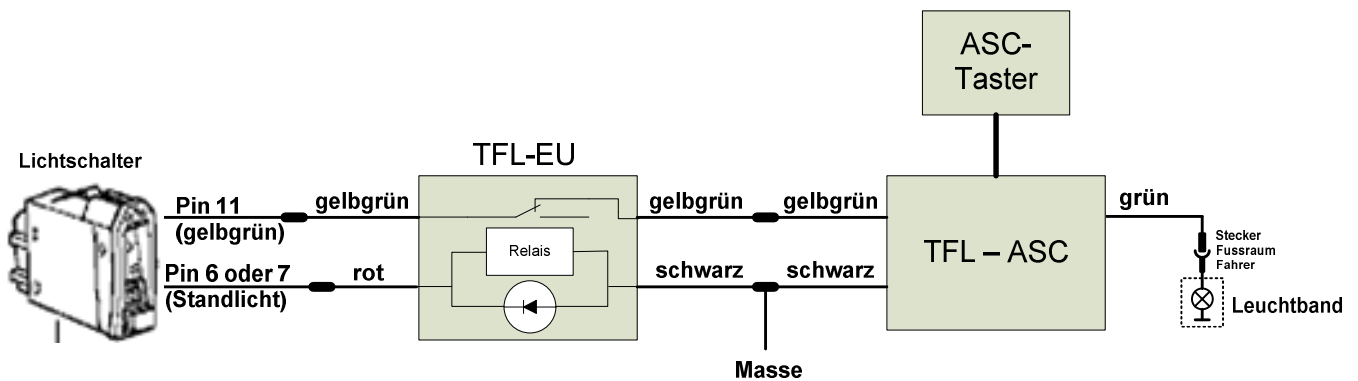 ASC-
Taster
Lichtschalter
TFL-EU
Pin 11
(gelbgrün)
gelbgrün
gelbgrün
gelbgrün
grün
Relais
TFL – ASC
Stecker
Fussraum
Fahrer
Pin 6 oder 7
(Standlicht)
rot
schwarz
schwarz
Leuchtband
Masse